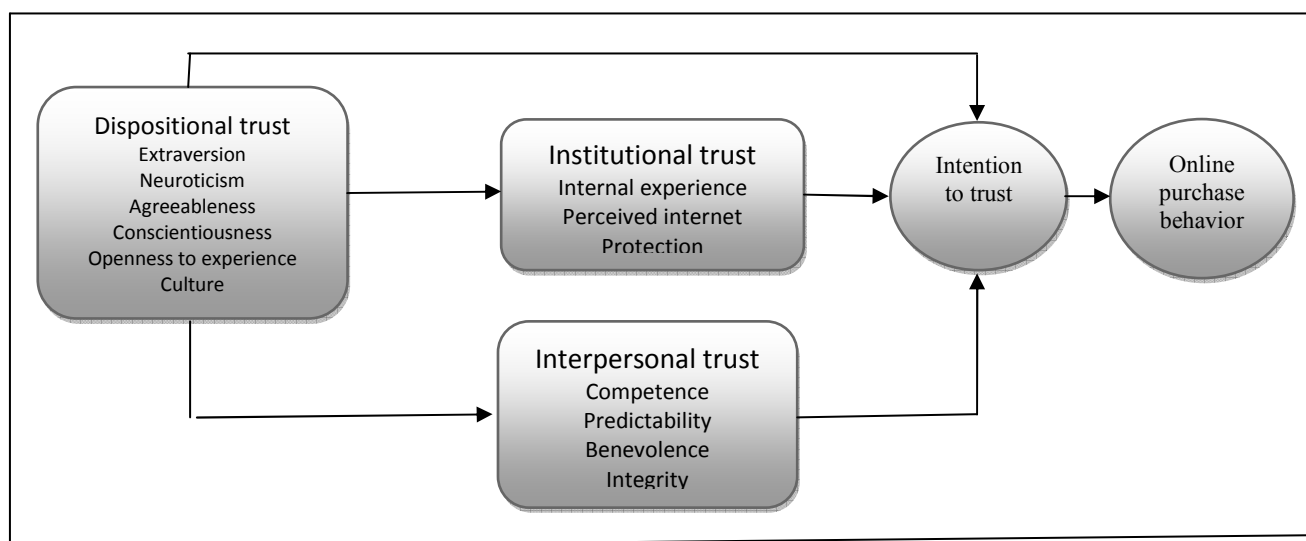 Dispositional trust
Extraversion
Neuroticism
Agreeableness
Conscientiousness
Openness to experience
Culture
Institutional trust
Internal experience
Perceived internet
Protection
Interpersonal trust
Competence
Predictability
Benevolence
Integrity
Intention
to trust
Online
purchase
behavior